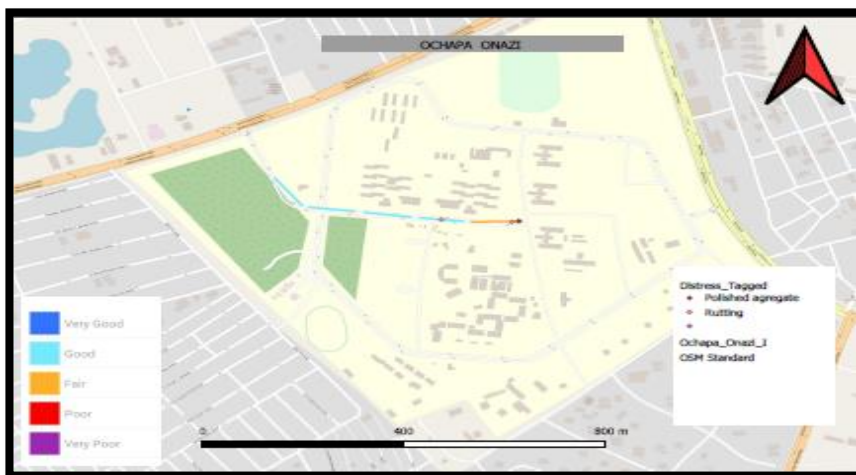 OCHAPA ONAZI
Distress_Tagged
Polished agregate
Rutting
Ochapa_Onazi_I
OSM Standard
Very Good
Good
Fair
Poor
Very Poor
0 400 800 m